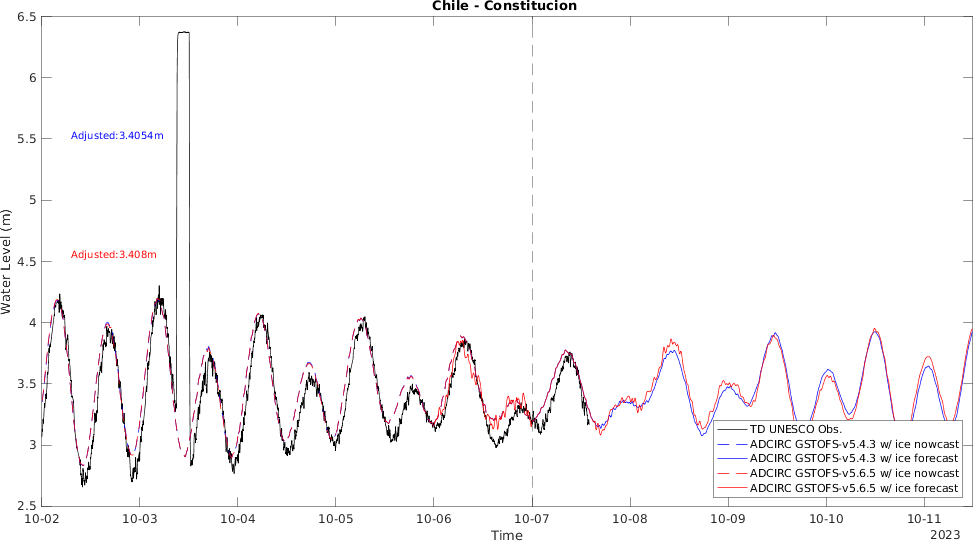 Chile - Constitucion
Water Level (m)
6.5
6
5.5
5
4.5
4
3.5
3
2.5
Adjusted:3.4054m
Adjusted:3.408m
TD UNESCO Obs.
ADCIRC GSTOFS-v5.4.3 w/ ice nowcast
ADCIRC GSTOFS-v5.4.3 w/ ice forecast
ADCIRC GSTOFS-v5.6.5 w/ ice nowcast
ADCIRC GSTOFS-v5.6.5 w/ ice forecast
10-02 10-03 10-04 10-05 10-06 10-07 10-08 10-09 10-10 10-11
Time
2023